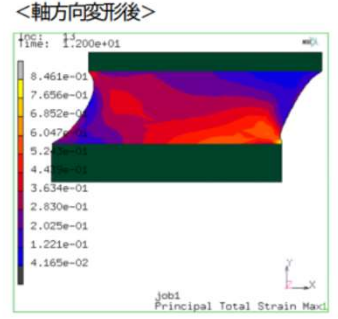 ＜軸方向変形後＞
Inc: 13
Time: 1.200e+01
8.461e-01
7.656e-01
6.852e-01
6.047e-01
3.634e-01
2.830e-01
2.025e-01
1.221e-01
4.165e-02
Y
Z X
job1
Principal Total Strain Max
1